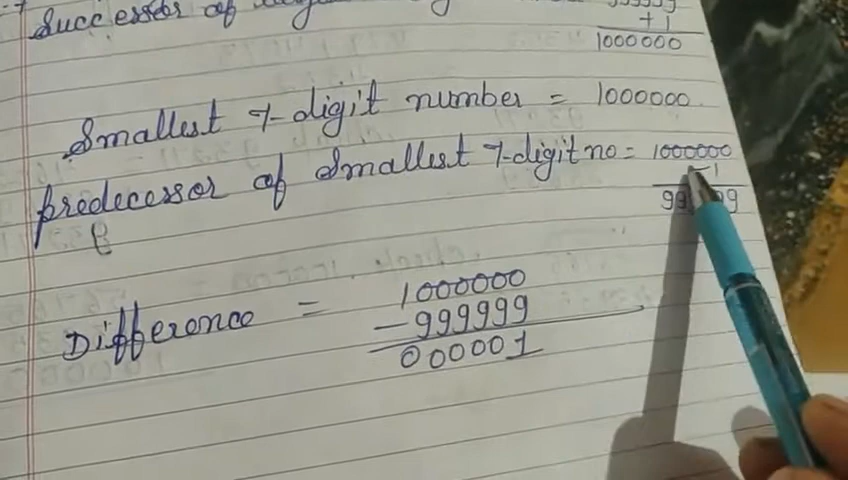 Successor of
+1
1000000
Smallest 7-digit number = 1000000
predecessor of Smallest 7-digit no = 1000000
-1
Difference = 1000000
- 999999
000001